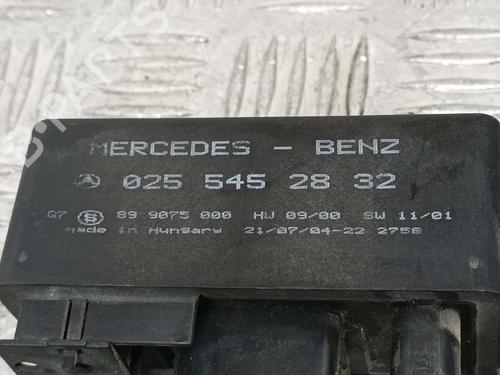 MERCEDES - BENZ
025 545 28 32
Q7 S 89 9075 000 HW 09/00 SW 11/01
Made in Hungary 21/07/04-22 2758